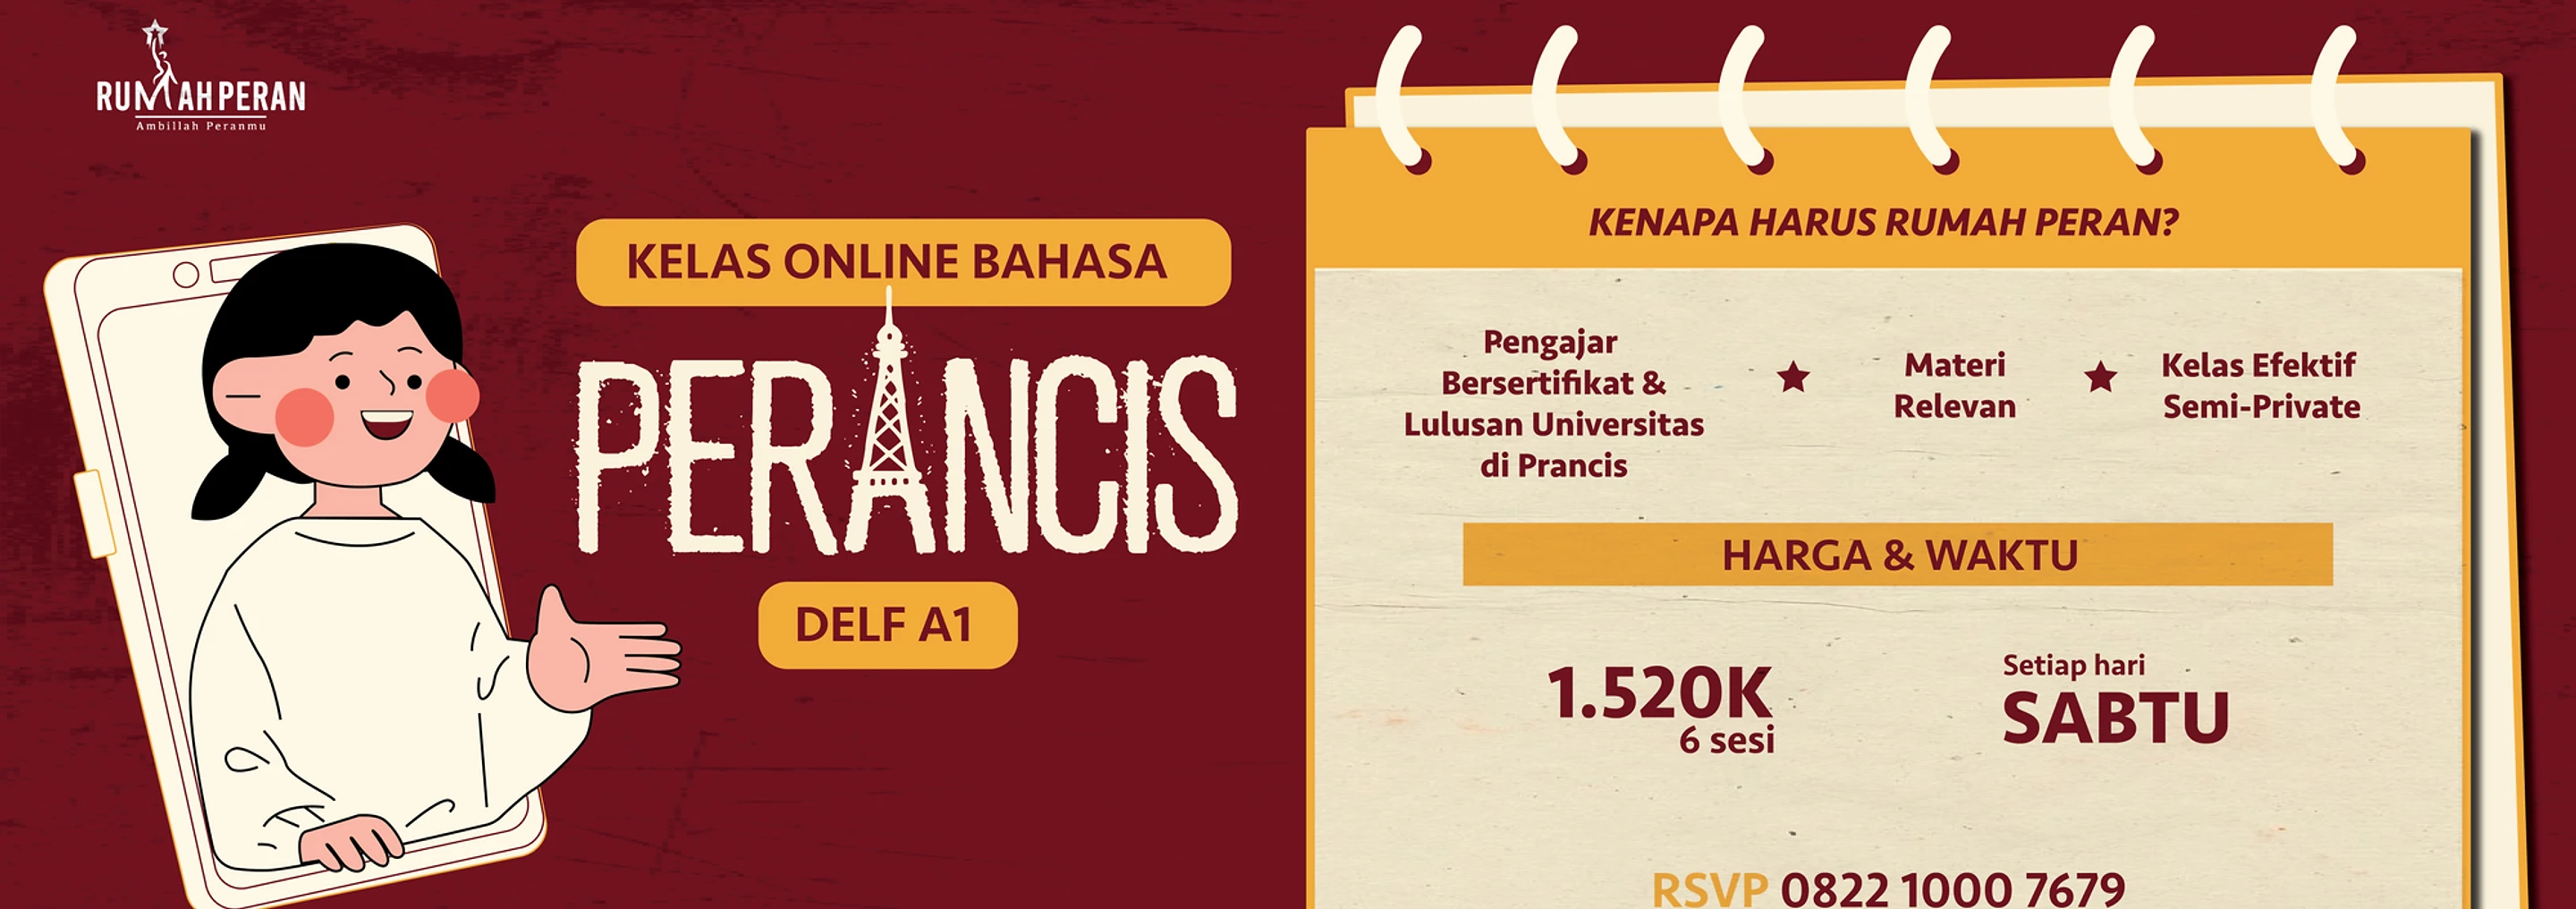 RUMAH PERAN
Ambillah Peranmu
KELAS ONLINE BAHASA
PERANCIS
DELF A1
KENAPA HARUS RUMAH PERAN?
Pengajar
Bersertifikat &
Lulusan Universitas
di Prancis
Materi
Relevan
Kelas Efektif
Semi-Private
HARGA & WAKTU
1.520K
6 sesi
Setiap hari
SABTU
RSVP 0822 1000 7679